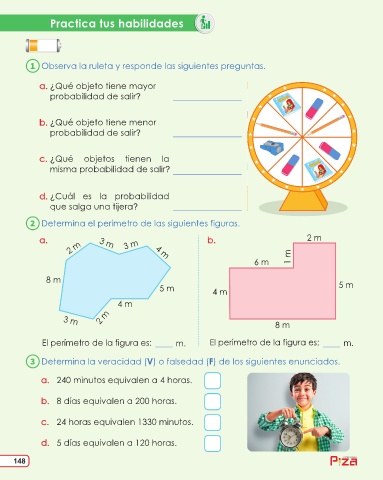 Practica tus habilidades
1 Observa la ruleta y responde las siguientes preguntas.
a. ¿Qué objeto tiene mayor
probabilidad de salir?
b. ¿Qué objeto tiene menor
probabilidad de salir?
c. ¿Qué objetos tienen la
misma probabilidad de salir?
d. ¿Cuál es la probabilidad
que salga una tijera?
2 Determina el perímetro de las siguientes figuras.
a.
2 m
3 m
3 m
4 m
8 m
5 m
4 m
3 m
2 m
b.
2 m
1 m
6 m
4 m
5 m
8 m
El perímetro de la figura es: ____ m.
El perímetro de la figura es: ____ m.
3 Determina la veracidad (V) o falsedad (F) de los siguientes enunciados.
a. 240 minutos equivalen a 4 horas.
b. 8 días equivalen a 200 horas.
c. 24 horas equivalen 1330 minutos.
d. 5 días equivalen a 120 horas.
148
Piza